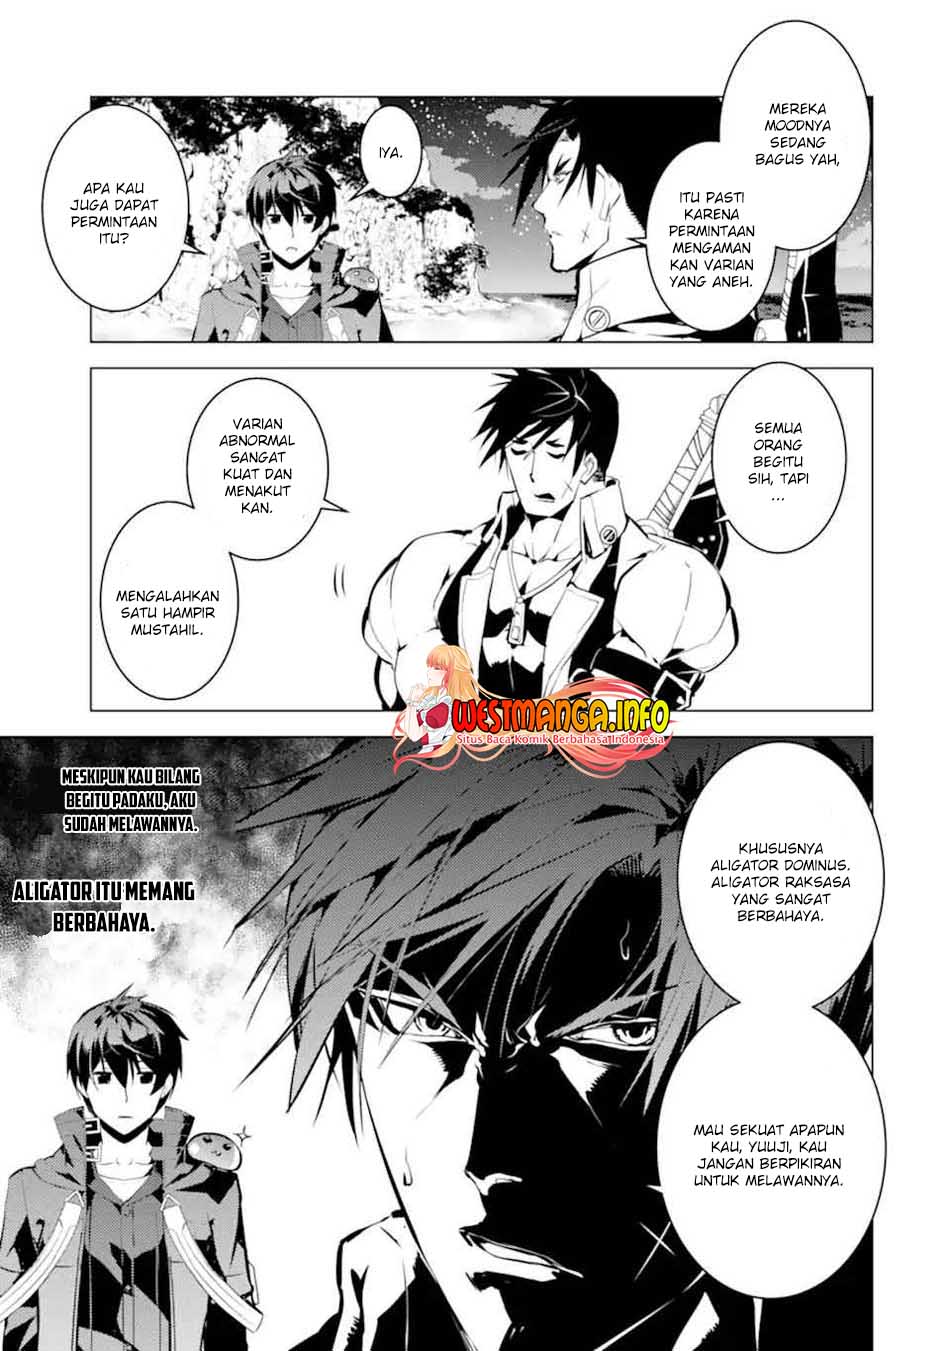 MEREKA
MOODNYA
SEDANG
BAGUS YAH,
ITU PASTI
KARENA
PERMINTAAN
MENGAMAN
KAN VARIAN
YANG ANEH.
IYA.
APA KAU
JUGA DAPAT
PERMINTAAN
ITU?
SEMUA
ORANG
BEGITU
SIH, TAPI
...
VARIAN
ABNORMAL
SANGAT
KUAT DAN
MENAKUT
KAN.
MENGALAHKAN
SATU HAMPIR
MUSTAHIL.
WESTMANGA.INFO
Situs Baca Komik Berbahasa Indonesia
KHUSUSNYA
ALIGATOR DOMINUS.
ALIGATOR RAKSASA
YANG SANGAT
BERBAHAYA.
MAU SEKUAT APAPUN
KAU, YUUJI, KAU
JANGAN BERPIKIRAN
UNTUK MELAWANNYA.
MESKIPUN KAU BILANG
BEGITU PADAKU, AKU
SUDAH MELAWANNYA.
ALIGATOR ITU MEMANG
BERBAHAYA.